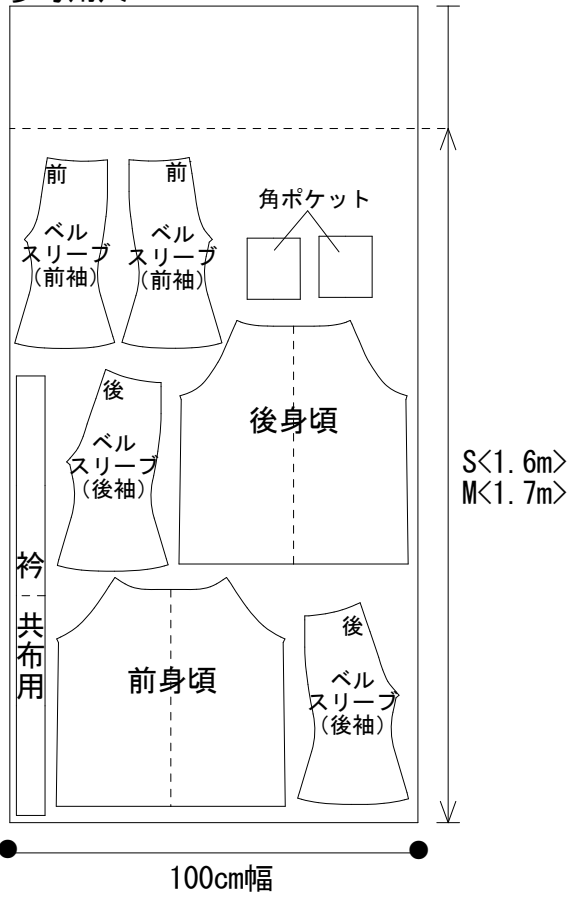 前
ベル
スリーブ
(前袖)
前
ベル
スリーブ
(前袖)
角ポケット
後
ベル
スリーブ
(後袖)
後身頃
S<1.6m>
M<1.7m>
衿
共布用
前身頃
後
ベル
スリーブ
(後袖)
100cm幅